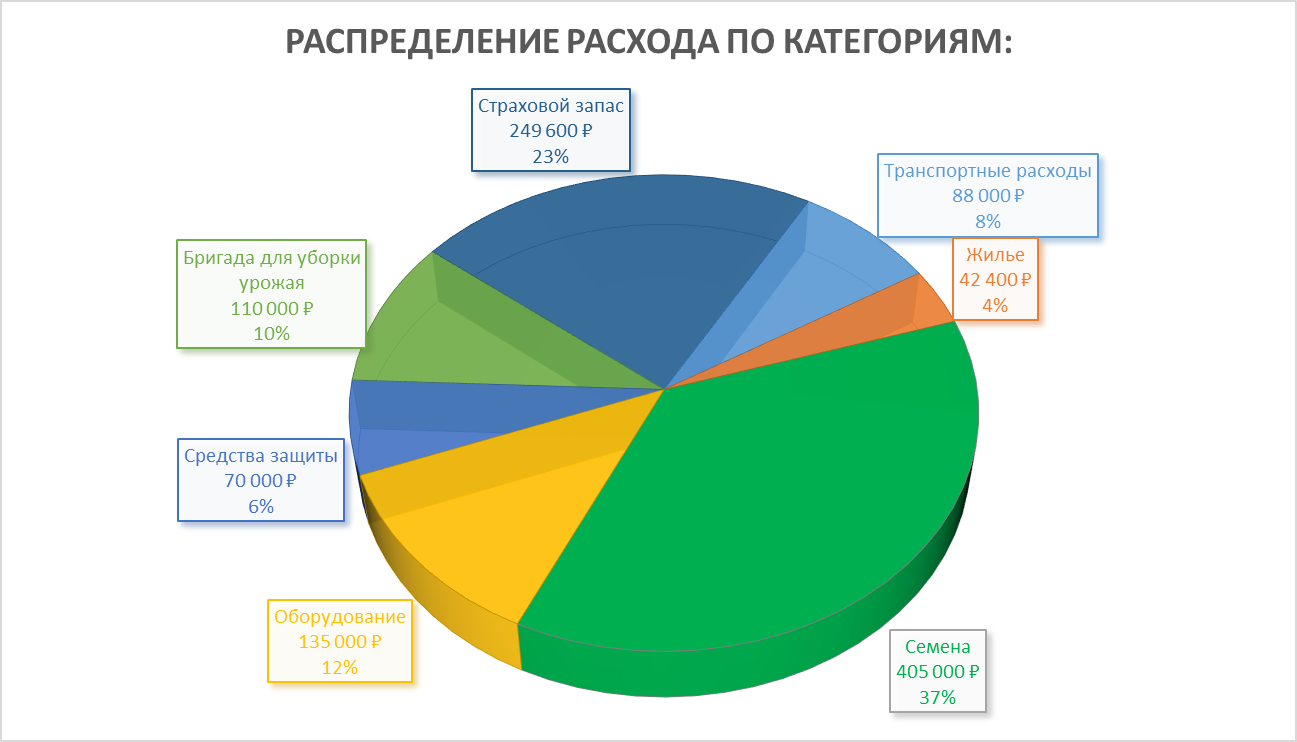 РАСПРЕДЕЛЕНИЕ РАСХОДА ПО КАТЕГОРИЯМ:
Страховой запас
249 600 ₽
23%
Транспортные расходы
88 000 ₽
8%
Жилье
42 400 ₽
4%
Бригада для уборки
урожая
110 000 ₽
10%
Средства защиты
70 000 ₽
6%
Оборудование
135 000 ₽
12%
Семена
405 000 ₽
37%